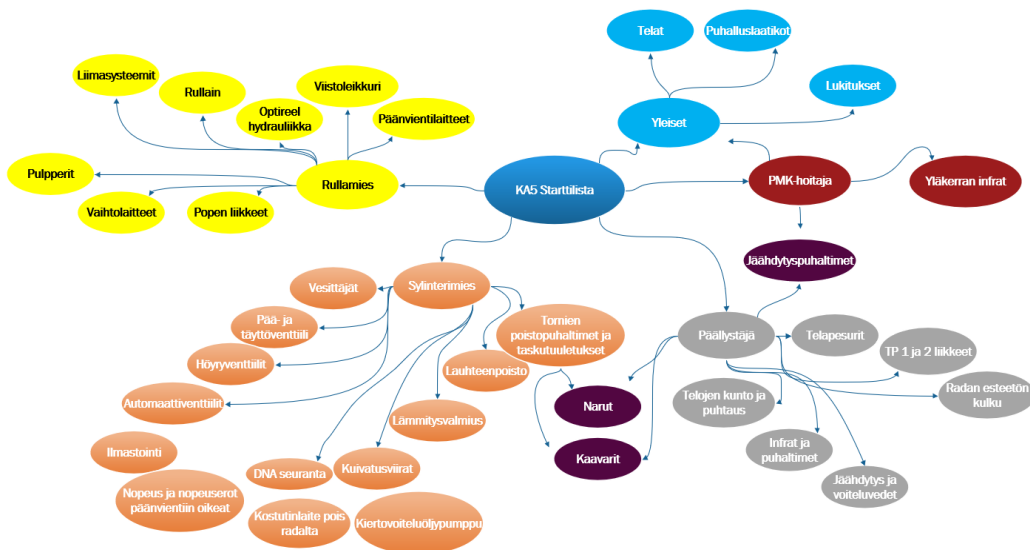 Telat
Puhalluslaatikot
Liimasysteemit
Rullain
Viistoleikkuri
Optireel
hydrauliikka
Päänvientilaitteet
Yleiset
Lukitukset
Pulpperit
Rullamies
KA5 Starttilista
PMK-hoitaja
Yläkerran infrat
Vaihtolaitteet
Popen liikkeet
Jäähdytyspuhaltimet
Vesittäjät
Sylinterimies
Pää- ja
täyttöventtiili
Tornien
poistopuhaltimet ja
taskutuuletukset
Päällystäjä
Telapesurit
TP 1 ja 2 liikkeet
Höyryventtiilit
Lauhteenpoisto
Radan esteetön
kulku
Automaattiventtiilit
Lämmitysvalmius
Narut
Telojen kunto ja
puhtaus
Ilmastointi
Kaavarit
Infrat ja
puhaltimet
DNA seuranta
Kuivatusviirat
Nopeus ja nopeuserot
päänvientiin oikeat
Jäähdytys ja
voiteluvedet
Kostutinlaite pois
radalta
Kiertovoiteluöljypumppu